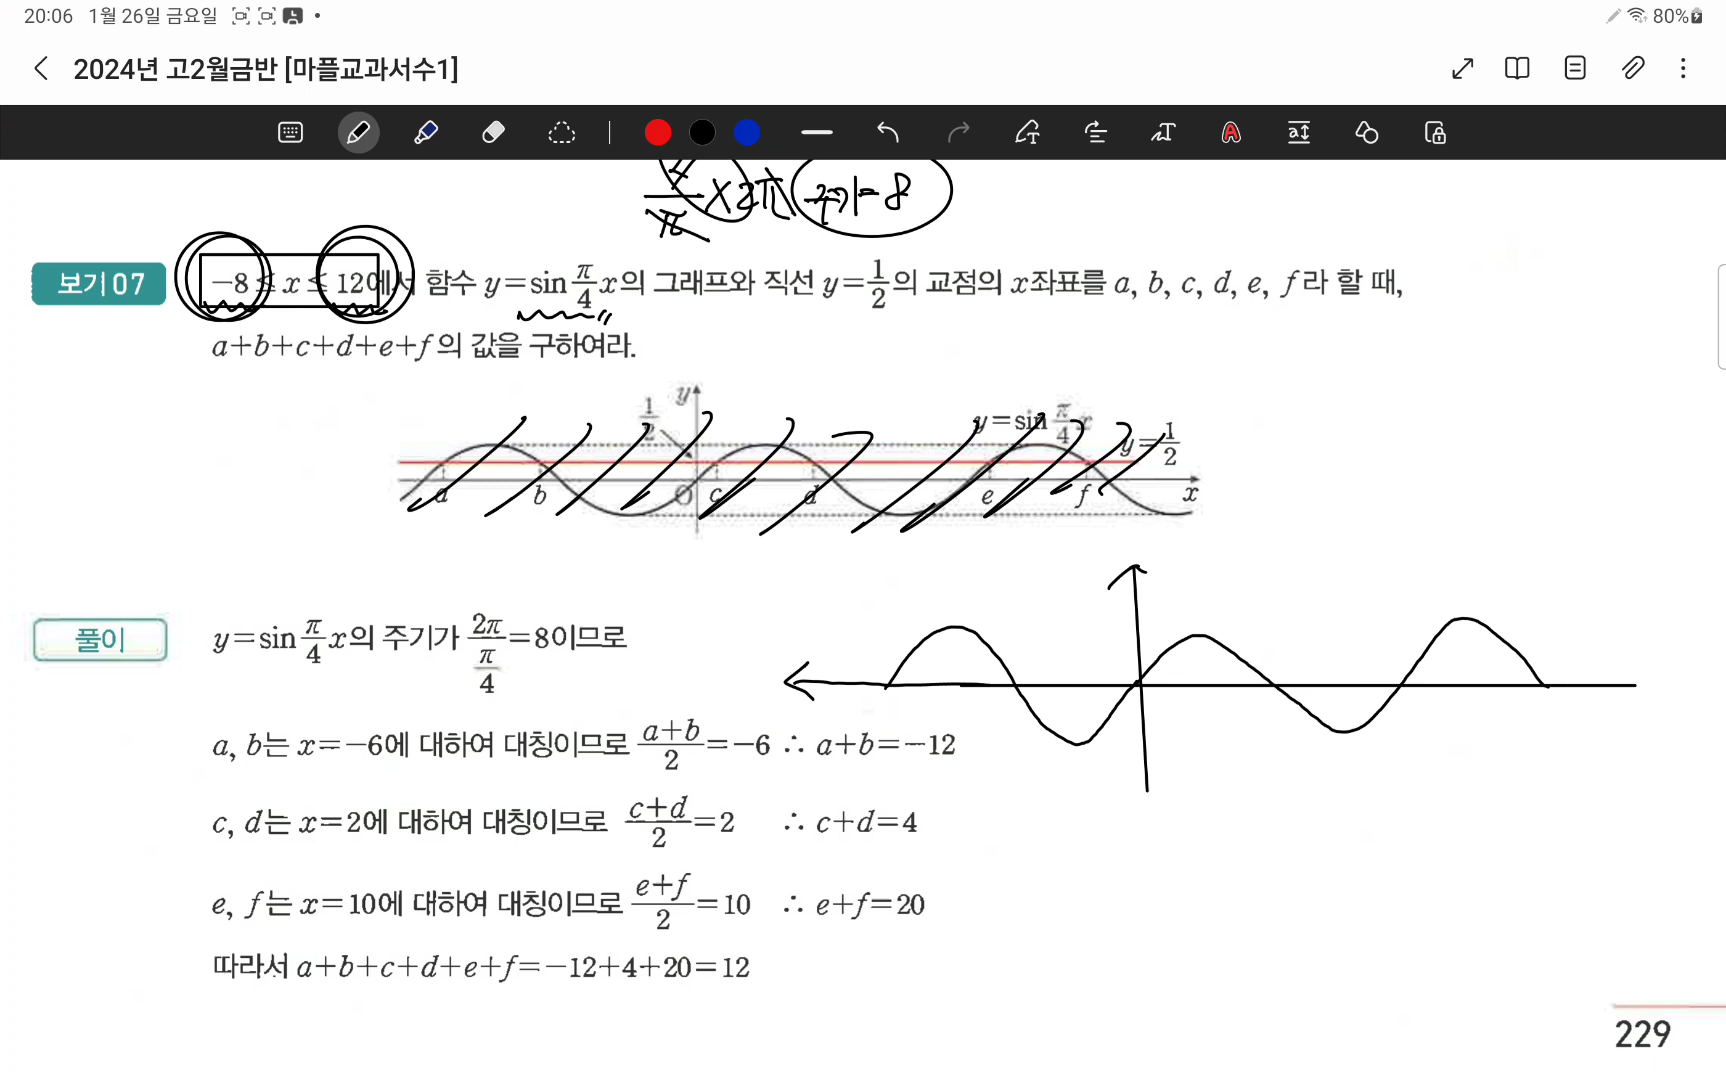 20:06 1월 26일 금요일 80%
2024년 고2월금반 [마플교과서수1]
π ×2π 주기=8
보기 07 -8≤x≤12에서 함수 y=sin π/4 x의 그래프와 직선 y=1/2의 교점의 x좌표를 a, b, c, d, e, f라 할 때,
a+b+c+d+e+f의 값을 구하여라.
y
1/2
y=sin π/4 x
y=1/2
a b O c d e f x
풀이 y=sin π/4 x의 주기가 2π/(π/4)=8이므로
a, b는 x=-6에 대하여 대칭이므로 (a+b)/2=-6 ∴ a+b=-12
c, d는 x=2에 대하여 대칭이므로 (c+d)/2=2 ∴ c+d=4
e, f는 x=10에 대하여 대칭이므로 (e+f)/2=10 ∴ e+f=20
따라서 a+b+c+d+e+f=-12+4+20=12
229